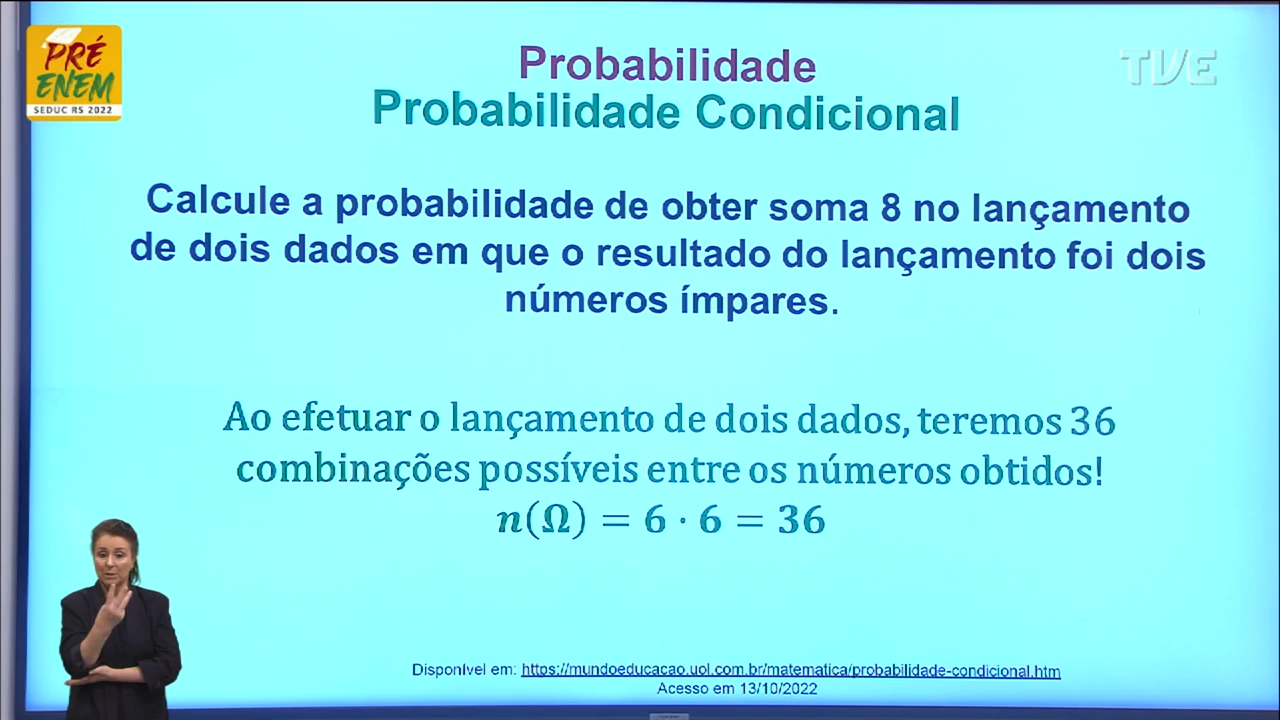 PRÉ
ENEM
SEDUC RS 2022
TVE
Probabilidade
Probabilidade Condicional
Calcule a probabilidade de obter soma 8 no lançamento
de dois dados em que o resultado do lançamento foi dois
números ímpares.
Ao efetuar o lançamento de dois dados, teremos 36
combinações possíveis entre os números obtidos!
n(Ω) = 6 · 6 = 36
Disponível em: https://mundoeducacao.uol.com.br/matematica/probabilidade-condicional.htm
Acesso em 13/10/2022